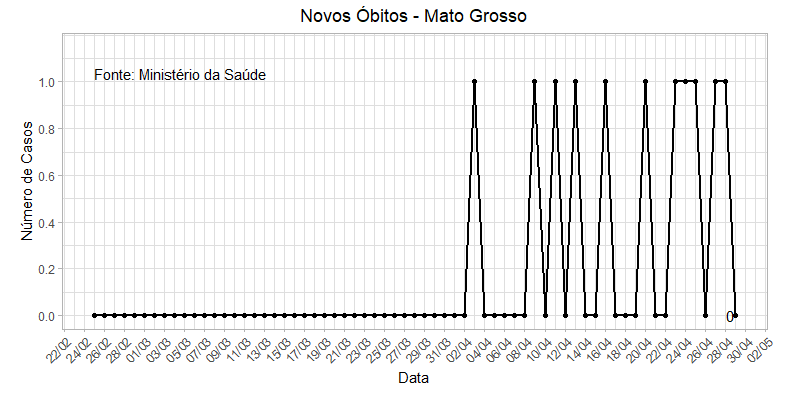 Novos Óbitos - Mato Grosso
Fonte: Ministério da Saúde
Número de Casos
1.0
0.8
0.6
0.4
0.2
0.0
0
22/02 24/02 26/02 28/02 01/03 03/03 05/03 07/03 09/03 11/03 13/03 15/03 17/03 19/03 21/03 23/03 25/03 27/03 29/03 31/03 02/04 04/04 06/04 08/04 10/04 12/04 14/04 16/04 18/04 20/04 22/04 24/04 26/04 28/04 30/04 02/05
Data